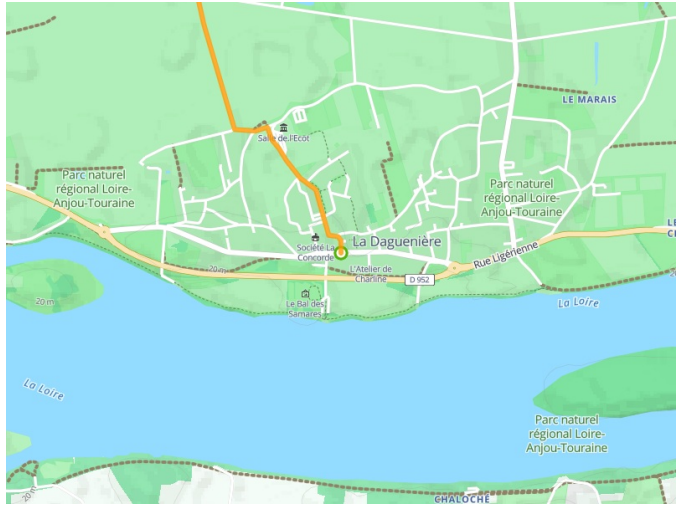 LE MARAIS
Salle de l'Ecot
Parc naturel
régional Loire-
Anjou-Touraine
Parc naturel
régional Loire-
Anjou-Touraine
Société La
Concorde
La Daguenière
Rue Ligérienne
20 m
L'Atelier de
Charline
D 952
20 m
Le Bal des
Samares
La Loire
La Loire
Parc naturel
régional Loire-
Anjou-Touraine
20 m
CHALOCHÉ